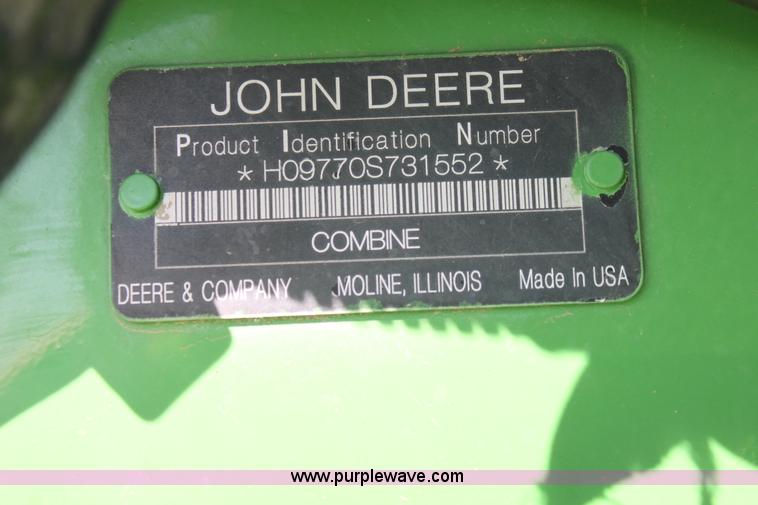 JOHN DEERE
Product Identification Number
* H09770S731552 *
COMBINE
DEERE & COMPANY MOLINE, ILLINOIS Made In USA
www.purplewave.com